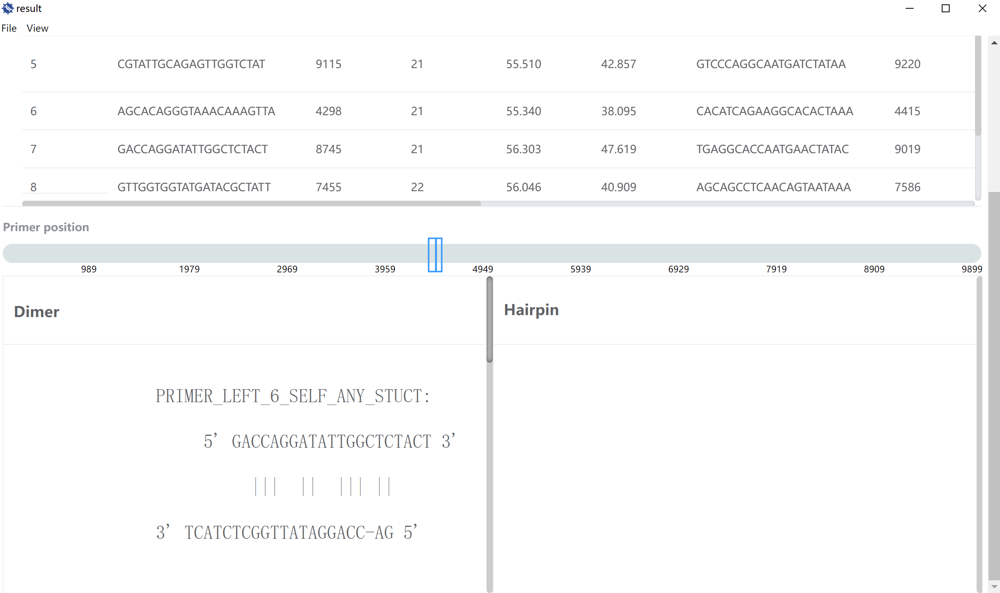 result
File View
5 CGTATTGCAGAGTTGGTCTAT 9115 21 55.510 42.857 GTCCCAGGCAATGATCTATAA 9220
6 AGCACAGGGTAAACAAAGTTA 4298 21 55.340 38.095 CACATCAGAAGGCACACTAAA 4415
7 GACCAGGATATTGGCTCTACT 8745 21 56.303 47.619 TGAGGCACCAATGAACTATAC 9019
8 GTTGGTGGTATGATACGCTATT 7455 22 56.046 40.909 AGCAGCCTCAACAGTAATAAA 7586
Primer position
989 1979 2969 3959 4949 5939 6929 7919 8909 9899
Dimer
Hairpin
PRIMER_LEFT_6_SELF_ANY_STUCT:
5' GACCAGGATATTGGCTCTACT 3'
||| || ||| ||
3' TCATCTCGGTTATAGGACC-AG 5'